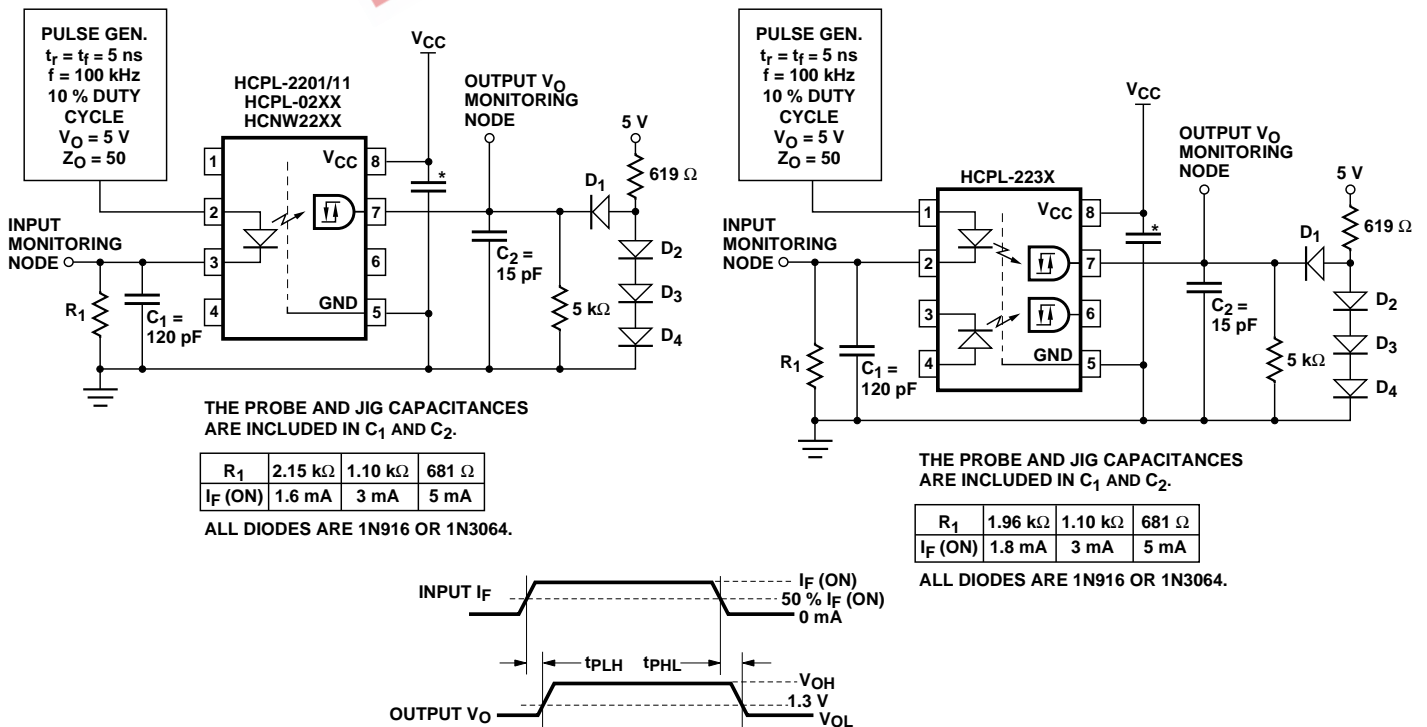 PULSE GEN.
tr = tf = 5 ns
f = 100 kHz
10 % DUTY
CYCLE
VO = 5 V
ZO = 50
HCPL-2201/11
HCPL-02XX
HCNW22XX
VCC
OUTPUT VO
MONITORING
NODE
5 V
619 Ω
D1
INPUT
MONITORING
NODE
1
2
3
4
VCC
8
7
6
GND
5
*
C2 =
15 pF
5 kΩ
D2
D3
D4
R1
C1 =
120 pF
THE PROBE AND JIG CAPACITANCES
ARE INCLUDED IN C1 AND C2.
R1 2.15 kΩ 1.10 kΩ 681 Ω
IF (ON) 1.6 mA 3 mA 5 mA
ALL DIODES ARE 1N916 OR 1N3064.
PULSE GEN.
tr = tf = 5 ns
f = 100 kHz
10 % DUTY
CYCLE
VO = 5 V
ZO = 50
HCPL-223X
VCC
OUTPUT VO
MONITORING
NODE
5 V
619 Ω
D1
INPUT
MONITORING
NODE
1
2
3
4
VCC
8
7
6
GND
5
*
C2 =
15 pF
5 kΩ
D2
D3
D4
R1
C1 =
120 pF
THE PROBE AND JIG CAPACITANCES
ARE INCLUDED IN C1 AND C2.
R1 1.96 kΩ 1.10 kΩ 681 Ω
IF (ON) 1.8 mA 3 mA 5 mA
ALL DIODES ARE 1N916 OR 1N3064.
INPUT IF
IF (ON)
50 % IF (ON)
0 mA
tPLH tPHL
OUTPUT VO
VOH
1.3 V
VOL